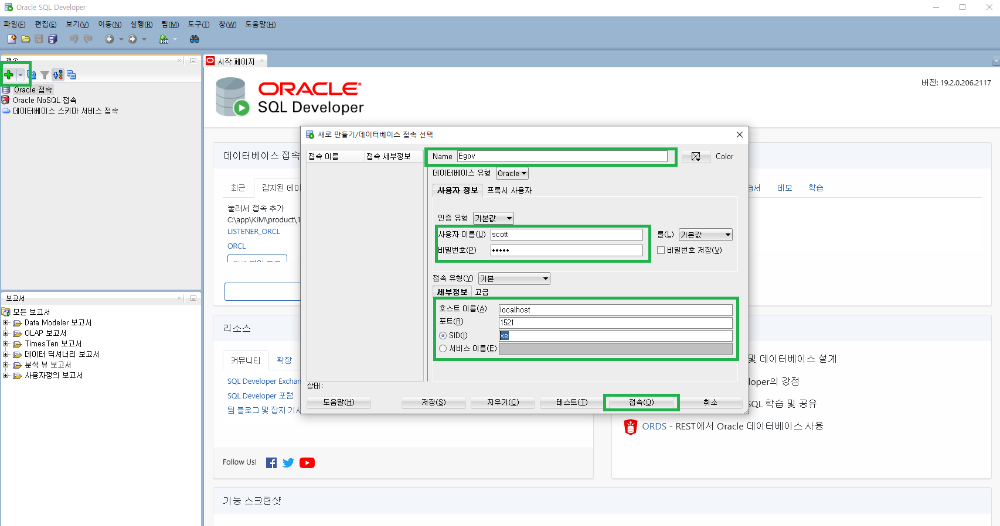 Oracle SQL Developer
파일(F) 편집(E) 보기(V) 이동(N) 실행(R) 팀(M) 도구(T) 창(W) 도움말(H)
접속
Oracle 접속
Oracle NoSQL 접속
데이터베이스 스키마 서비스 접속
보고서
모든 보고서
Data Modeler 보고서
OLAP 보고서
TimesTen 보고서
데이터 딕셔너리 보고서
분석 뷰 보고서
사용자정의 보고서
시작 페이지
ORACLE
SQL Developer
버전: 19.2.0.206.2117
데이터베이스 접속
최근 감지된 데이
눌러서 접속 추가
C:\app\KIM\product\1
LISTENER_ORCL
ORCL
습서 데모 학습
리소스
커뮤니티 확장
SQL Developer Exchan
SQL Developer 포럼
팀 블로그 및 잡지 기사
Follow Us!
및 데이터베이스 설계
loper의 강점
SQL 학습 및 공유
ORDS - REST에서 Oracle 데이터베이스 사용
기능 스크린샷
새로 만들기/데이터베이스 접속 선택
접속 이름 접속 세부정보
Name Egov Color
데이터베이스 유형 Oracle
사용자 정보 프록시 사용자
인증 유형 기본값
사용자 이름(U) scott 롤(L) 기본값
비밀번호(P) ••••• 비밀번호 저장(V)
접속 유형(Y) 기본
세부정보 고급
호스트 이름(A) localhost
포트(R) 1521
SID(I) xe
서비스 이름(E)
상태:
도움말(H) 저장(S) 지우기(C) 테스트(T) 접속(O) 취소